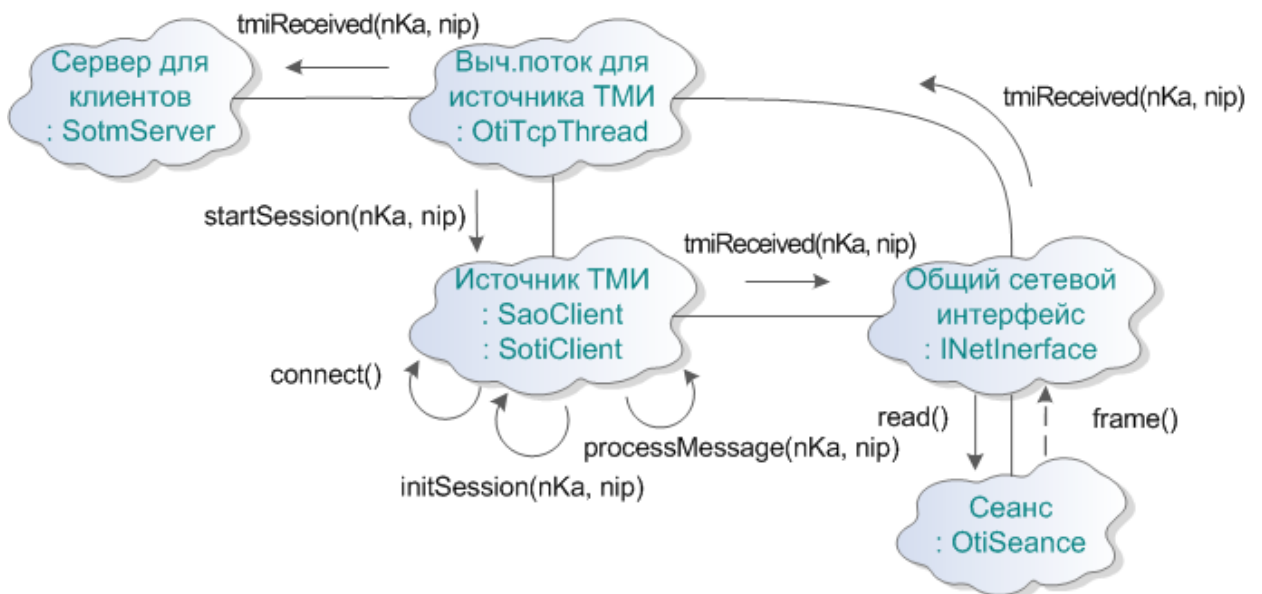 tmiReceived(nKa, nip)
Сервер для
клиентов
: SotmServer
Выч.поток для
источника ТМИ
: OtiTcpThread
tmiReceived(nKa, nip)
startSession(nKa, nip)
tmiReceived(nKa, nip)
Источник ТМИ
: SaoClient
: SotiClient
Общий сетевой
интерфейс
: INetInerface
connect()
read()
frame()
processMessage(nKa, nip)
initSession(nKa, nip)
Сеанс
: OtiSeance